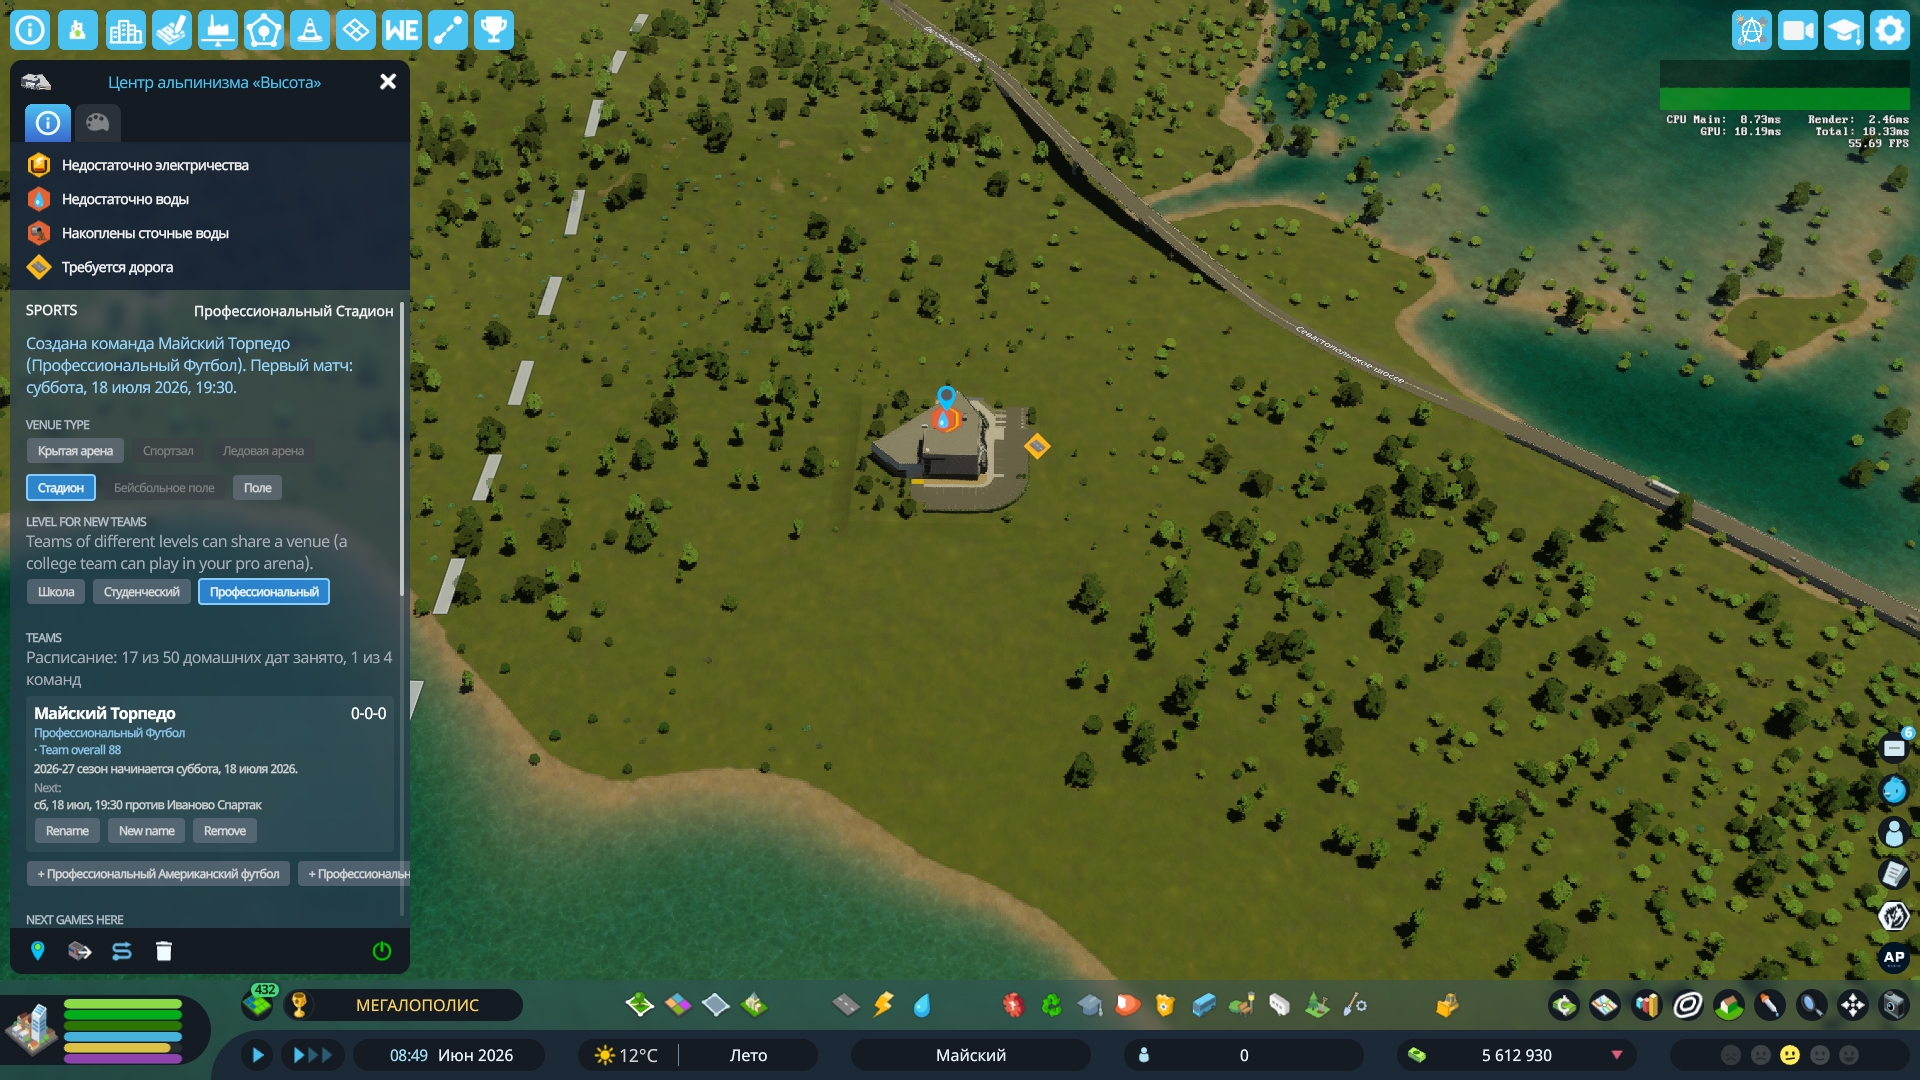 WE
Центр альпинизма «Высота»
Недостаточно электричества
Недостаточно воды
Накоплены сточные воды
Требуется дорога
SPORTS
Профессиональный Стадион
Создана команда Майский Торпедо
(Профессиональный Футбол). Первый матч:
суббота, 18 июля 2026, 19:30.
VENUE TYPE
Крытая арена Спортзал Ледовая арена
Стадион Бейсбольное поле Поле
LEVEL FOR NEW TEAMS
Teams of different levels can share a venue (a
college team can play in your pro arena).
Школа Студенческий Профессиональный
TEAMS
Расписание: 17 из 50 домашних дат занято, 1 из 4
команд
Майский Торпедо 0-0-0
Профессиональный Футбол
· Team overall 88
2026-27 сезон начинается суббота, 18 июля 2026.
Next:
сб, 18 июл, 19:30 против Иваново Спартак
Rename New name Remove
+ Профессиональный Американский футбол + Профессиональн
NEXT GAMES HERE
Севастопольское шоссе
CPU Main: 8.73ms Render: 2.46ms
GPU: 18.19ms Total: 18.33ms
55.69 FPS
6
AP
432
МЕГАЛОПОЛИС
08:49 Июн 2026
12°C
Лето
Майский
0
5 612 930